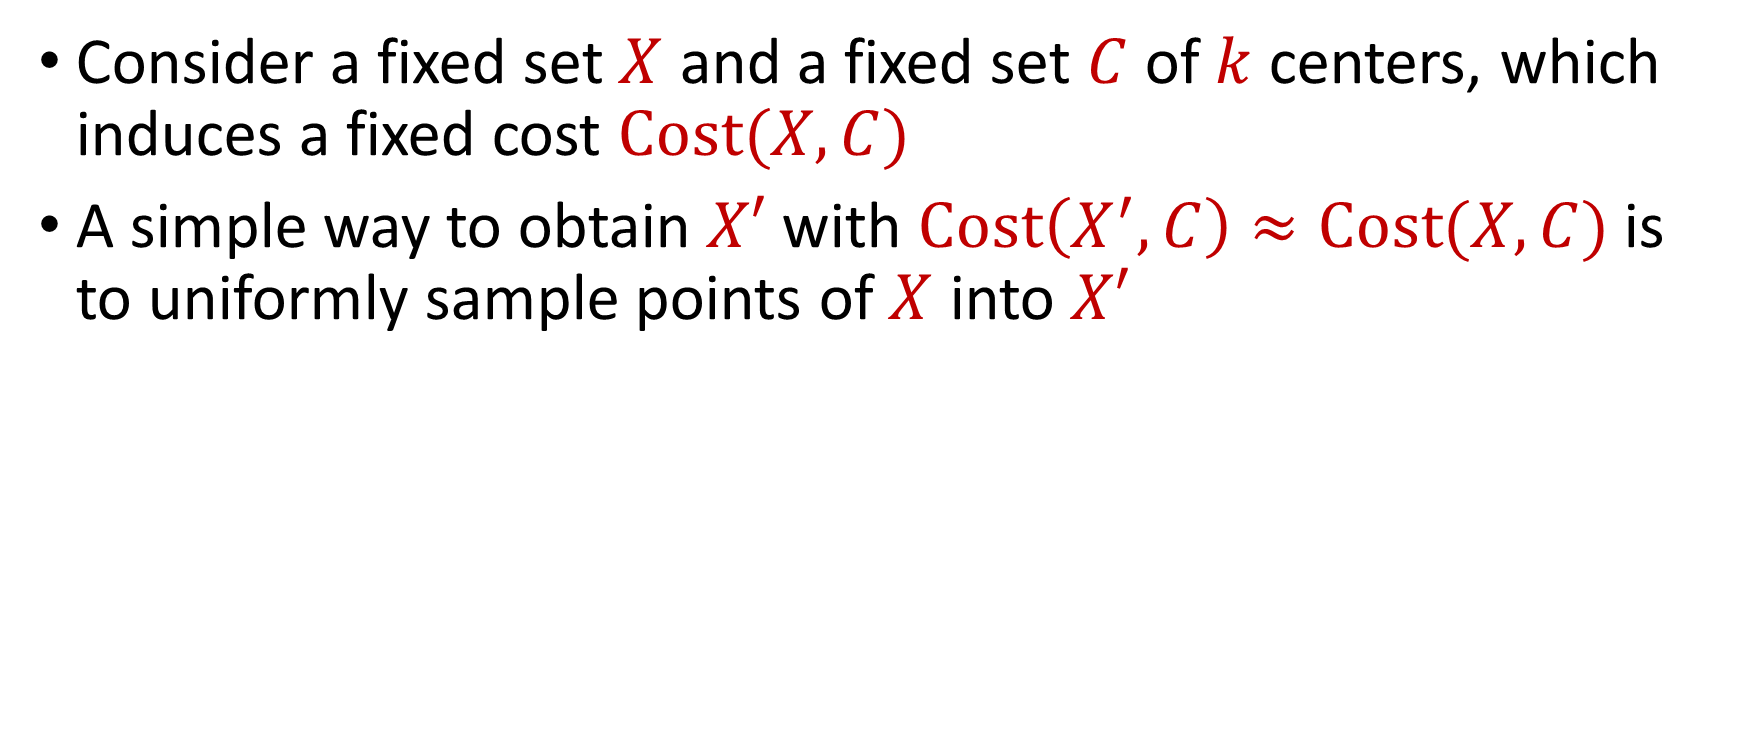 • Consider a fixed set X and a fixed set C of k centers, which
induces a fixed cost Cost(X, C)
• A simple way to obtain X′ with Cost(X′, C) ≈ Cost(X, C) is
to uniformly sample points of X into X′